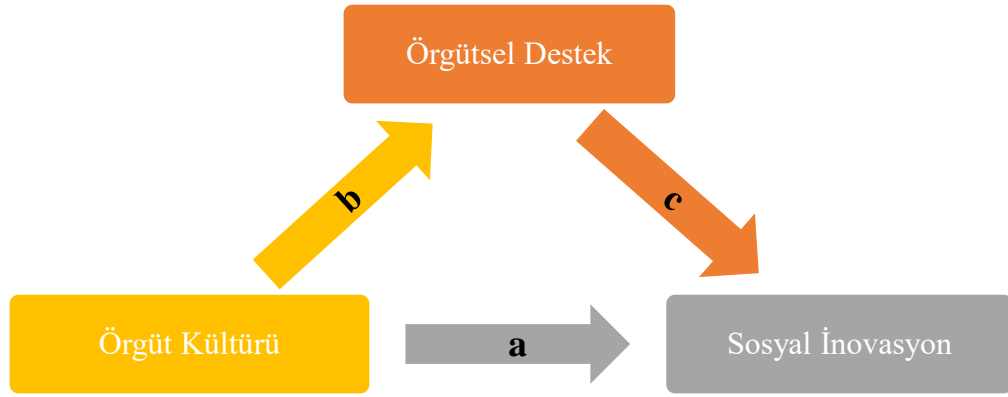 Örgütsel Destek
b
c
Örgüt Kültürü
a
Sosyal İnovasyon